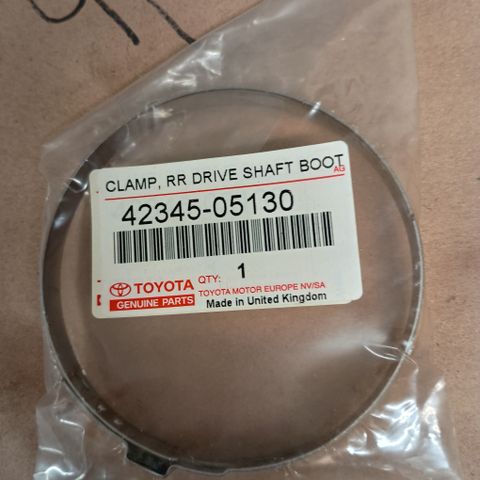 CLAMP, RR DRIVE SHAFT BOOT
AG
42345-05130
TOYOTA
GENUINE PARTS
QTY: 1
TOYOTA MOTOR EUROPE NV/SA
Made in United Kingdom